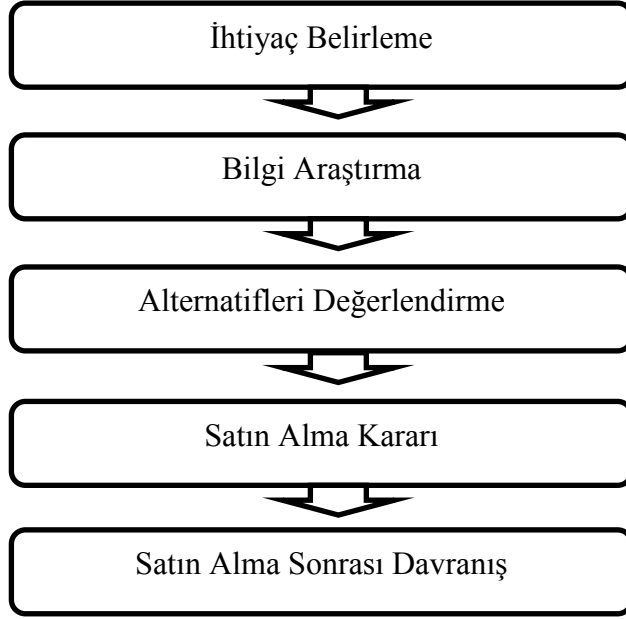 İhtiyaç Belirleme
Bilgi Araştırma
Alternatifleri Değerlendirme
Satın Alma Kararı
Satın Alma Sonrası Davranış